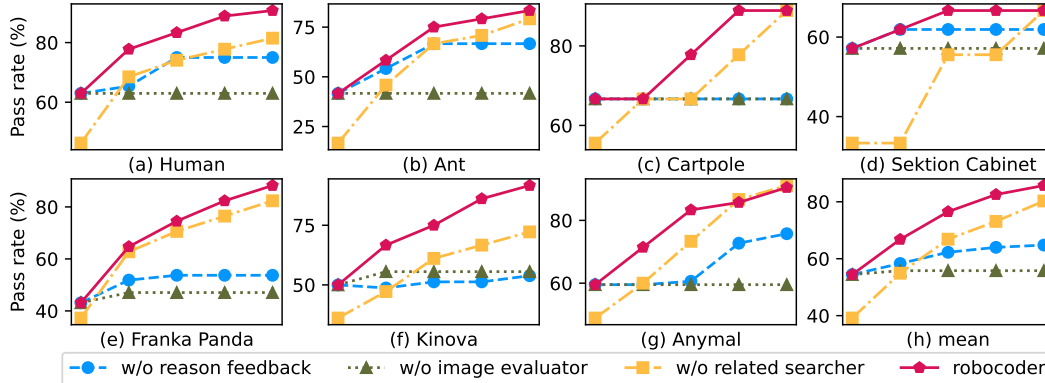 Pass rate (%)
80
60
(a) Human
75
50
25
(b) Ant
80
60
(c) Cartpole
60
40
(d) Sektion Cabinet
Pass rate (%)
80
60
40
(e) Franka Panda
75
50
(f) Kinova
80
60
(g) Anymal
80
60
40
(h) mean
w/o reason feedback
w/o image evaluator
w/o related searcher
robocoder